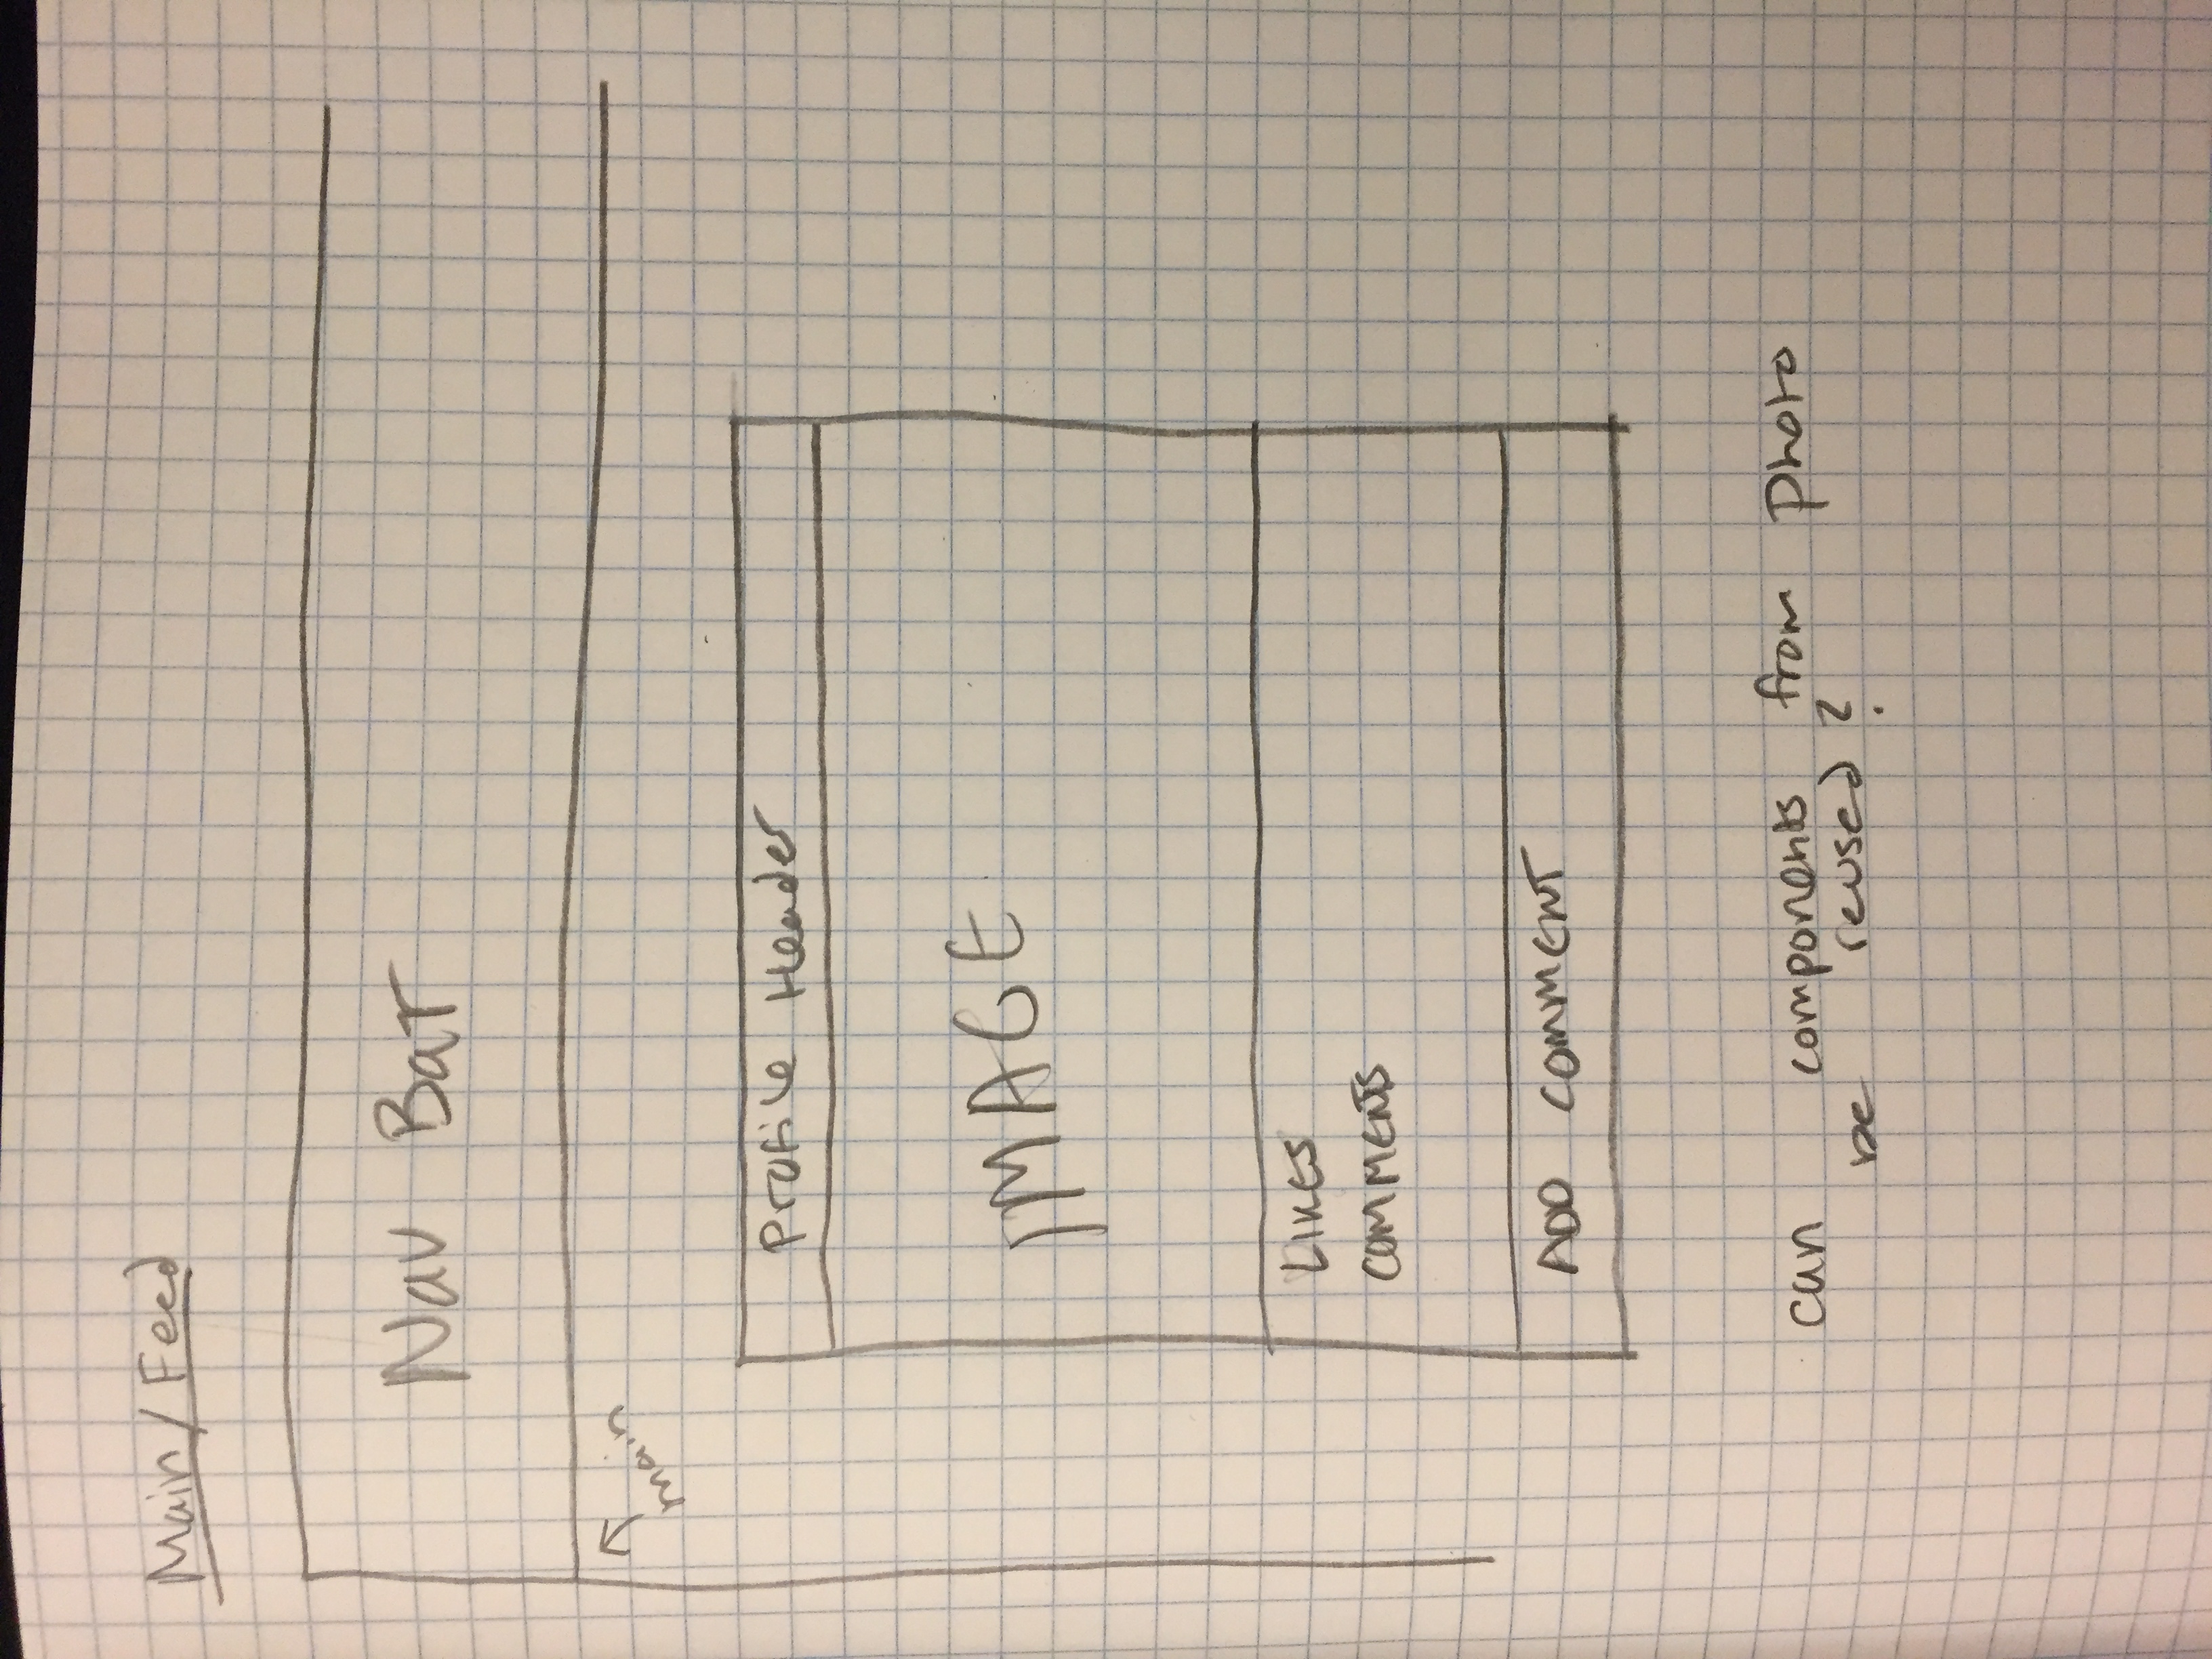 Main/Feed
Nav Bar
main
Profile Header
IMAGE
LIKES
COMMENTS
ADD COMMENT
can components from Photo
be reused?